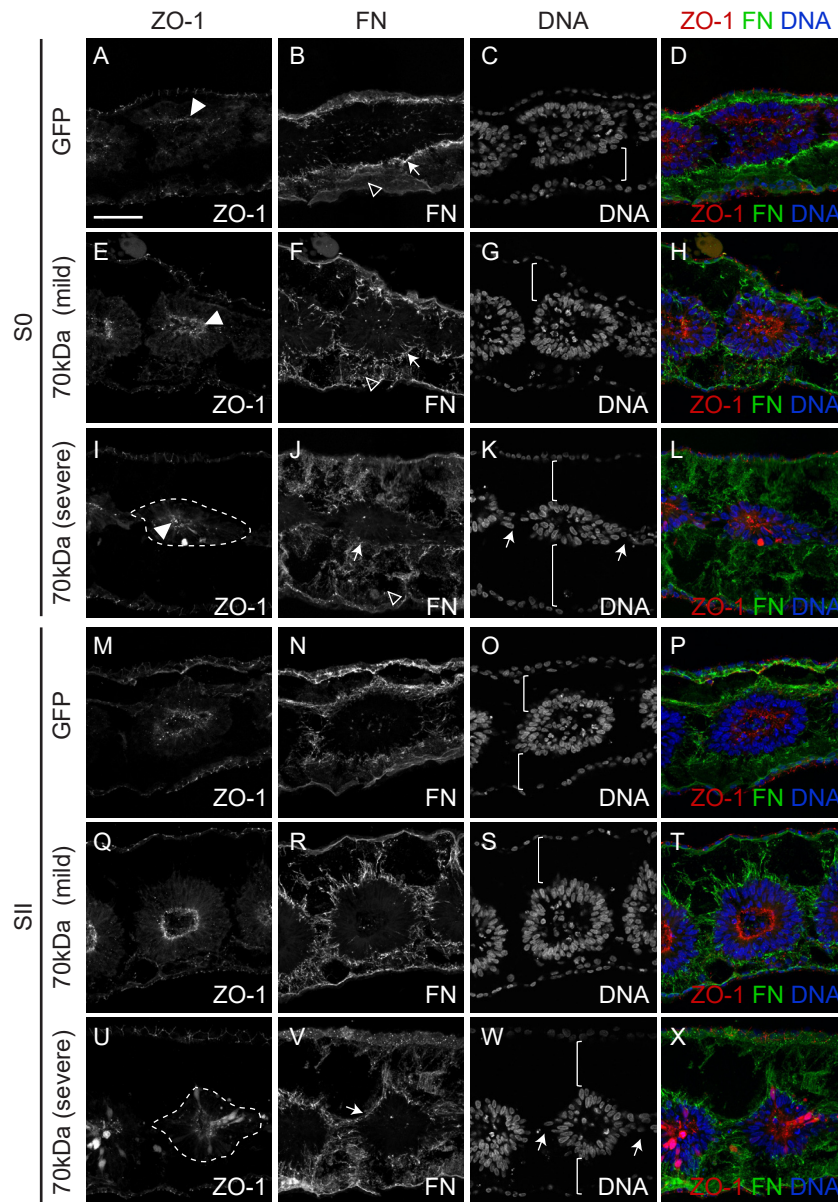 ZO-1 FN DNA ZO-1 FN DNA
S0
GFP
A B C D
ZO-1 FN DNA ZO-1 FN DNA
70kDa (mild)
E F G H
ZO-1 FN DNA ZO-1 FN DNA
70kDa (severe)
I J K L
ZO-1 FN DNA ZO-1 FN DNA
SII
GFP
M N O P
ZO-1 FN DNA ZO-1 FN DNA
70kDa (mild)
Q R S T
ZO-1 FN DNA ZO-1 FN DNA
70kDa (severe)
U V W X
ZO-1 FN DNA ZO-1 FN DNA